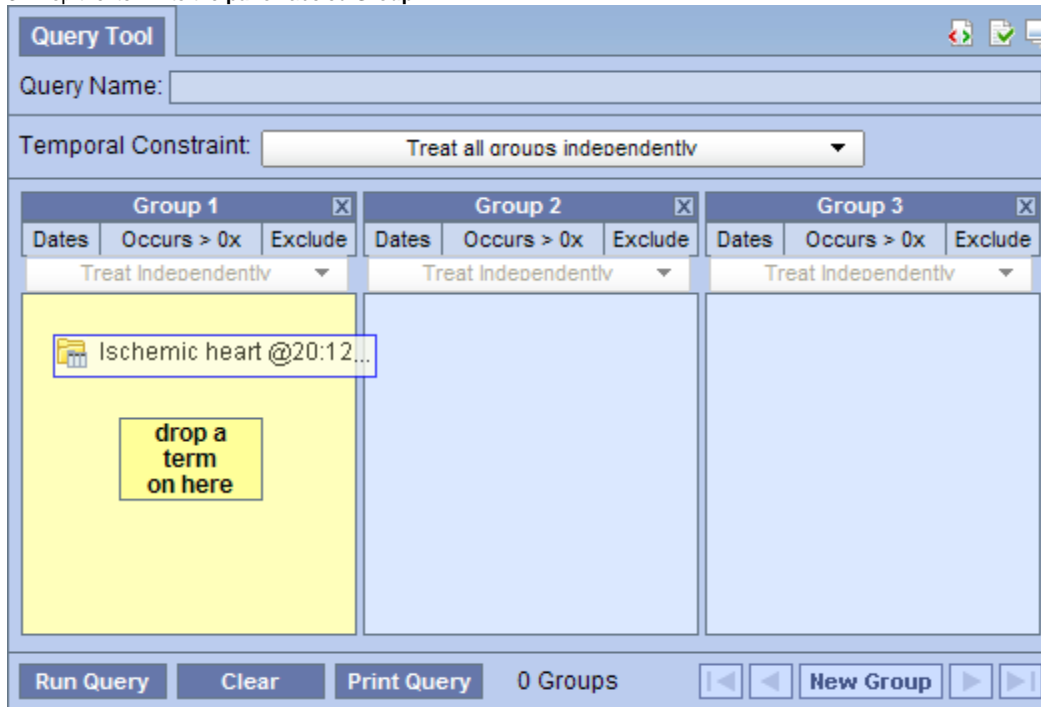 Query Tool
Query Name:
Temporal Constraint: Treat all groups independently
Group 1 X Group 2 X Group 3 X
Dates Occurs > 0x Exclude Dates Occurs > 0x Exclude Dates Occurs > 0x Exclude
Treat Independently Treat Independently Treat Independently
Ischemic heart @20:12...
drop a
term
on here
Run Query Clear Print Query 0 Groups New Group